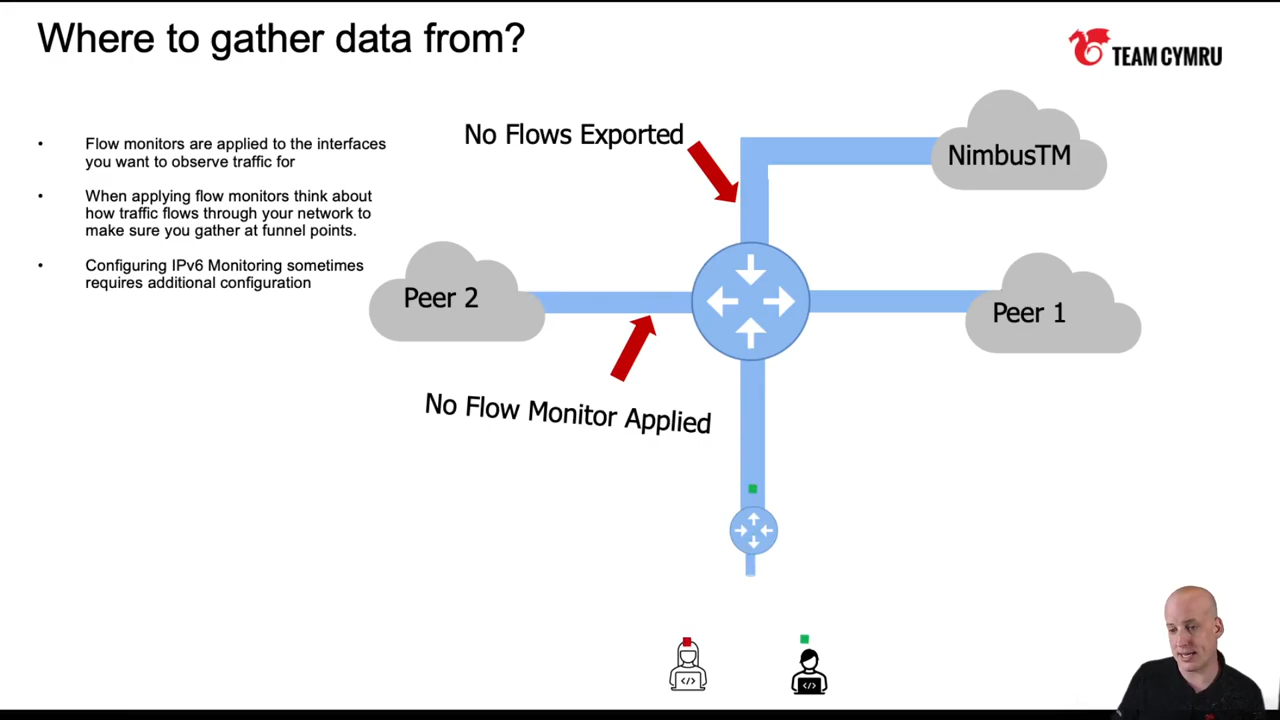 Where to gather data from?
TEAM CYMRU
• Flow monitors are applied to the interfaces
you want to observe traffic for
• When applying flow monitors think about
how traffic flows through your network to
make sure you gather at funnel points.
• Configuring IPv6 Monitoring sometimes
requires additional configuration
No Flows Exported
NimbusTM
Peer 2
Peer 1
No Flow Monitor Applied
</>
</>